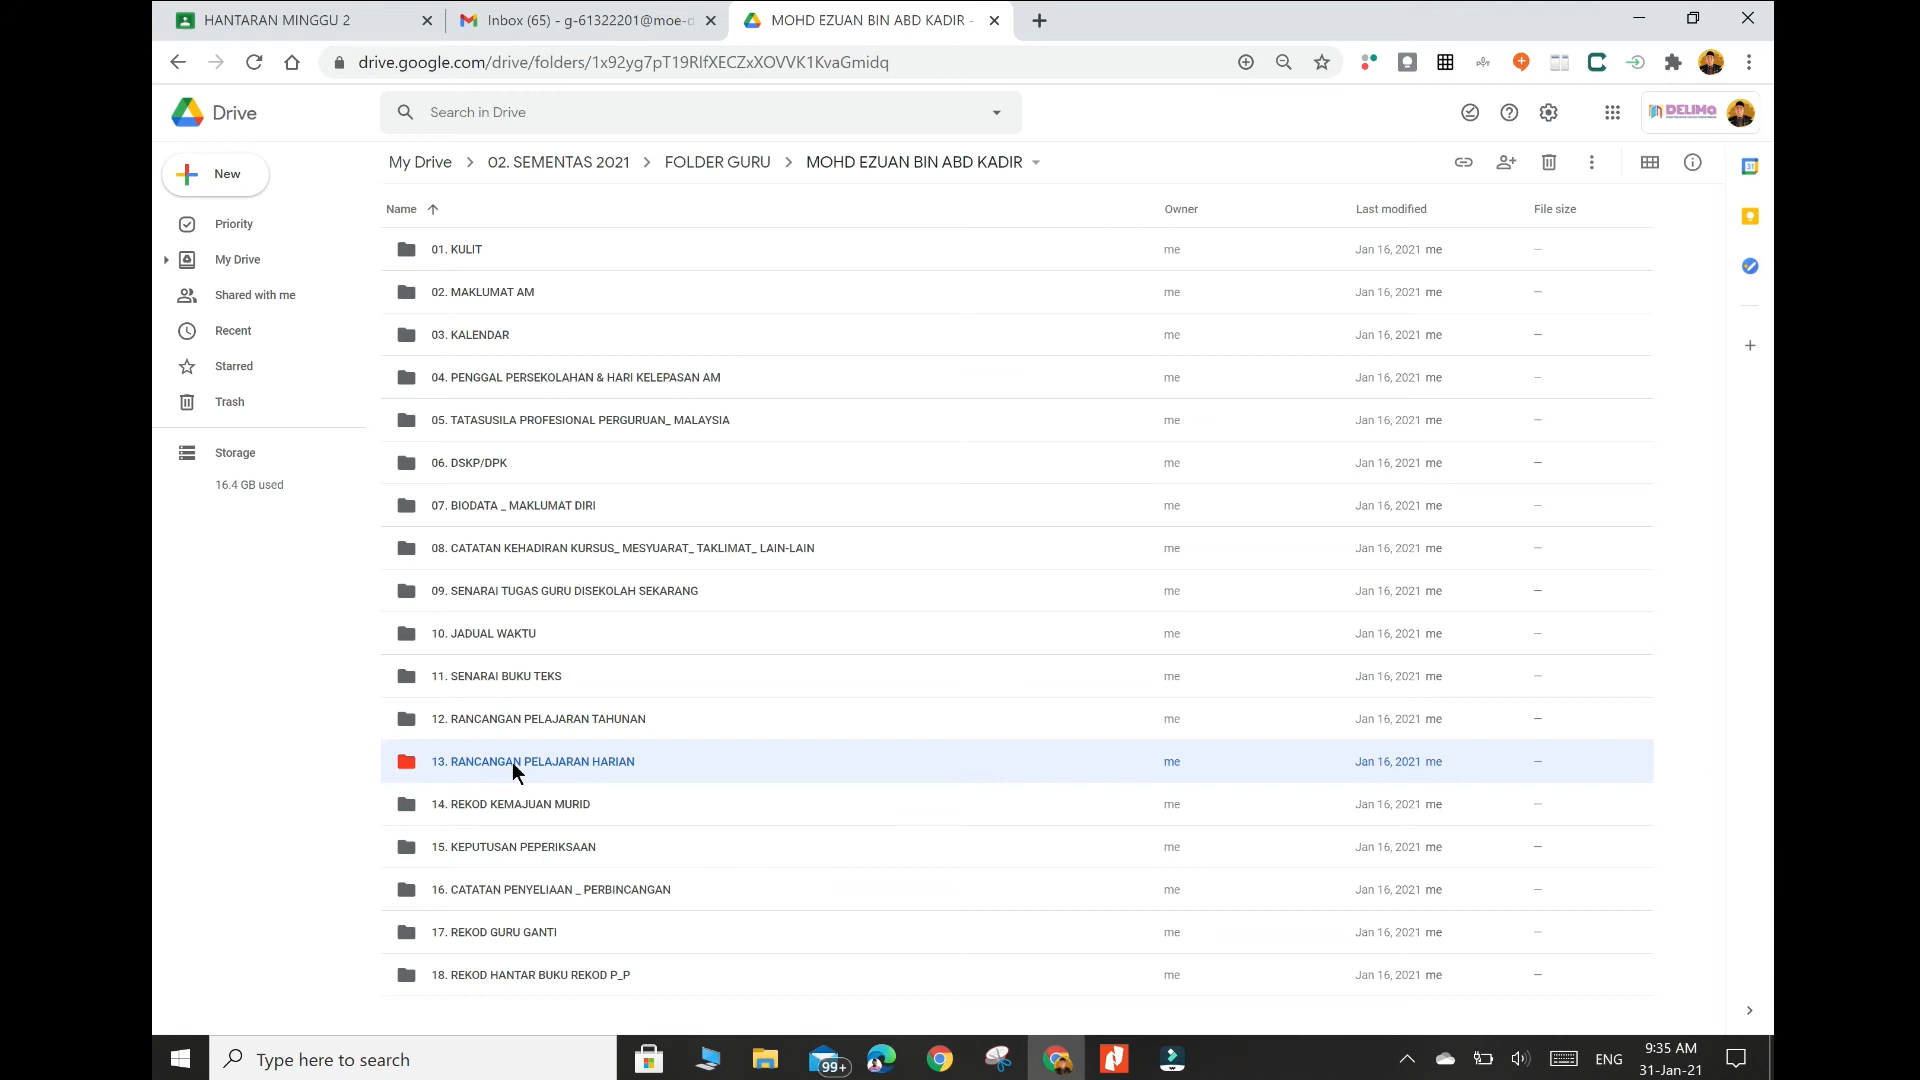 HANTARAN MINGGU 2
Inbox (65) - g-61322201@moe-d
MOHD EZUAN BIN ABD KADIR -
drive.google.com/drive/folders/1x92yg7pT19RlfXECZxXOVVK1KvaGmidq
Drive
Search in Drive
DELIMa
New
My Drive > 02. SEMENTAS 2021 > FOLDER GURU > MOHD EZUAN BIN ABD KADIR
Priority
My Drive
Shared with me
Recent
Starred
Trash
Storage
16.4 GB used
Name Owner Last modified File size
01. KULIT me Jan 16, 2021 me –
02. MAKLUMAT AM me Jan 16, 2021 me –
03. KALENDAR me Jan 16, 2021 me –
04. PENGGAL PERSEKOLAHAN & HARI KELEPASAN AM me Jan 16, 2021 me –
05. TATASUSILA PROFESIONAL PERGURUAN_ MALAYSIA me Jan 16, 2021 me –
06. DSKP/DPK me Jan 16, 2021 me –
07. BIODATA _ MAKLUMAT DIRI me Jan 16, 2021 me –
08. CATATAN KEHADIRAN KURSUS_ MESYUARAT_ TAKLIMAT_ LAIN-LAIN me Jan 16, 2021 me –
09. SENARAI TUGAS GURU DISEKOLAH SEKARANG me Jan 16, 2021 me –
10. JADUAL WAKTU me Jan 16, 2021 me –
11. SENARAI BUKU TEKS me Jan 16, 2021 me –
12. RANCANGAN PELAJARAN TAHUNAN me Jan 16, 2021 me –
13. RANCANGAN PELAJARAN HARIAN me Jan 16, 2021 me –
14. REKOD KEMAJUAN MURID me Jan 16, 2021 me –
15. KEPUTUSAN PEPERIKSAAN me Jan 16, 2021 me –
16. CATATAN PENYELIAAN _ PERBINCANGAN me Jan 16, 2021 me –
17. REKOD GURU GANTI me Jan 16, 2021 me –
18. REKOD HANTAR BUKU REKOD P_P me Jan 16, 2021 me –
Type here to search
99+
ENG
9:35 AM
31-Jan-21